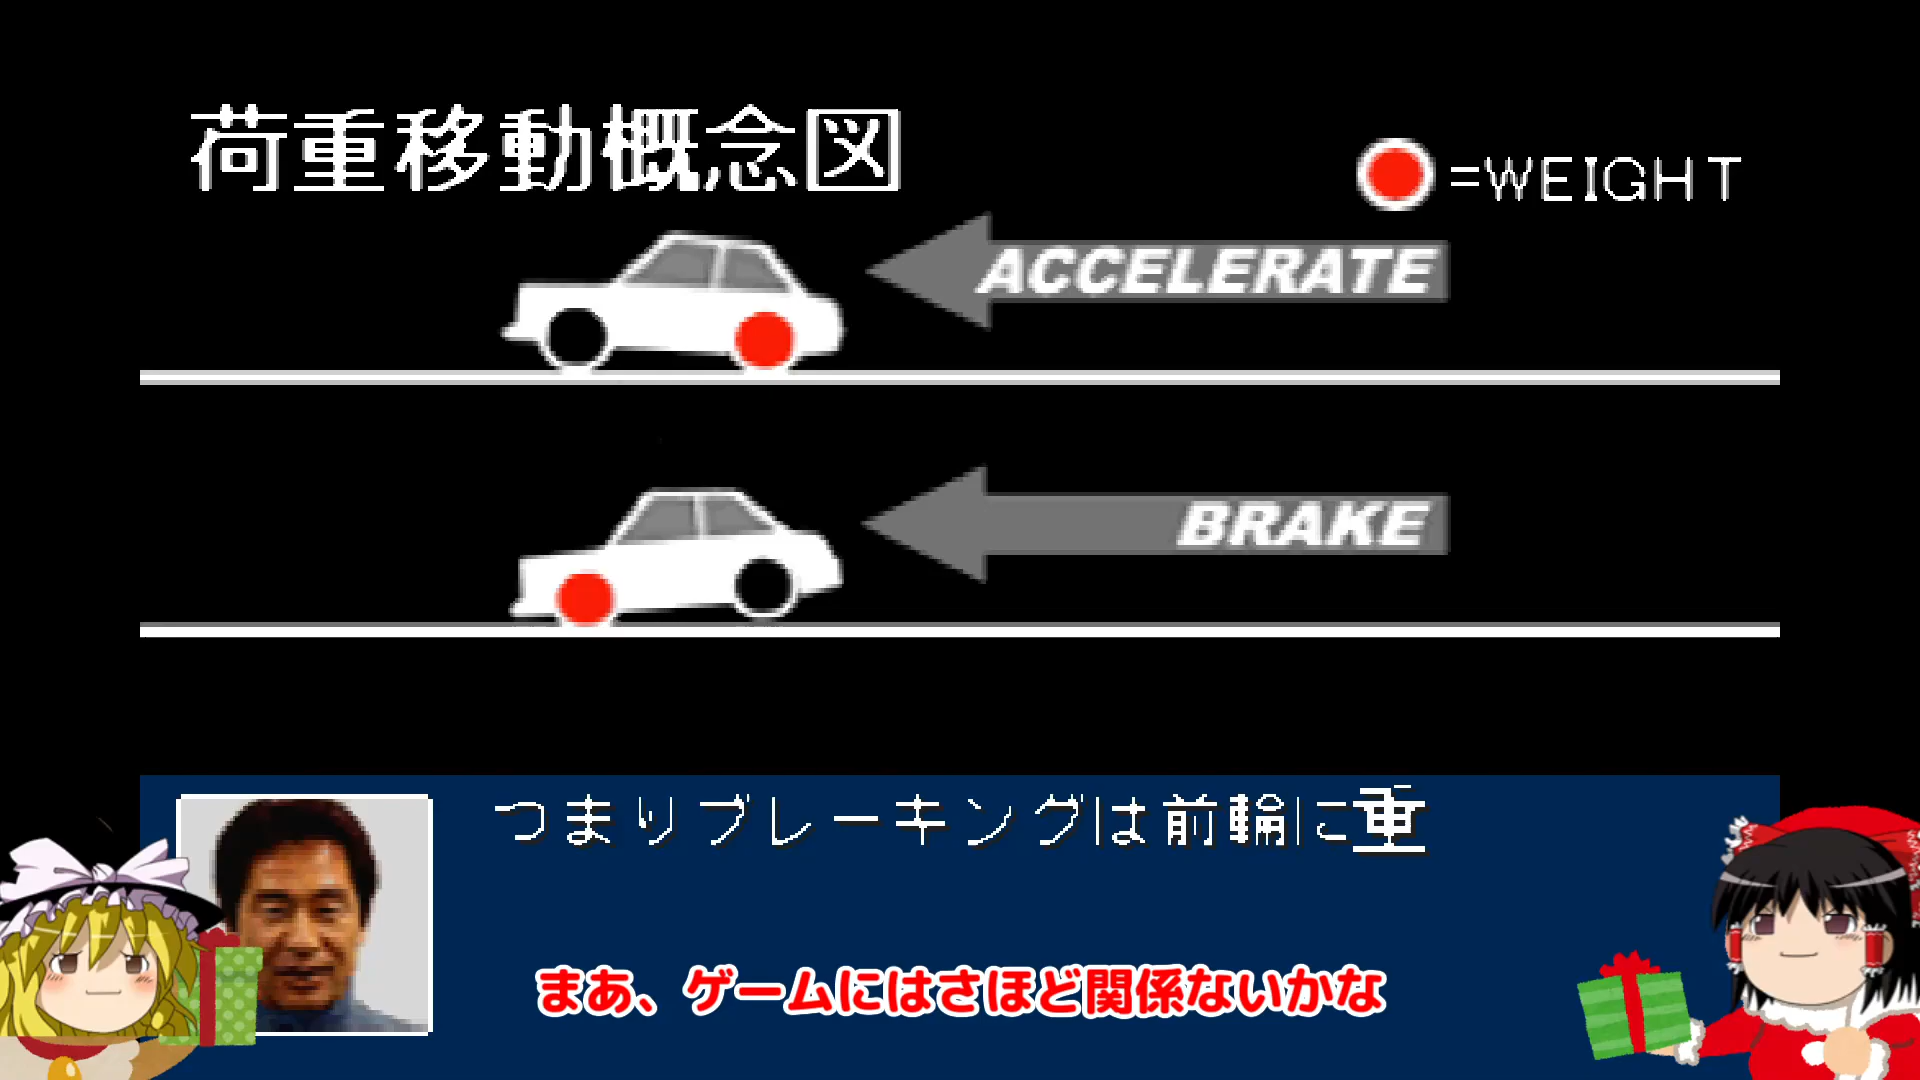 荷重移動概念図
=WEIGHT
ACCELERATE
BRAKE
つまりブレーキングは前輪に重
まあ、ゲームにはさほど関係ないかな